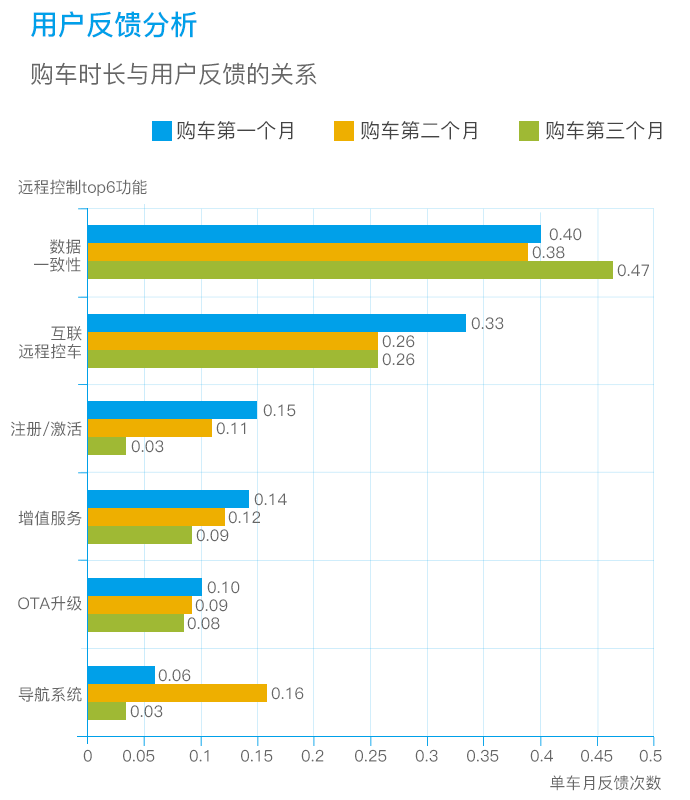 用户反馈分析
购车时长与用户反馈的关系
购车第一个月 购车第二个月 购车第三个月
远程控制top6功能
数据
一致性
0.40
0.38
0.47
互联
远程控车
0.33
0.26
0.26
注册/激活
0.15
0.11
0.03
增值服务
0.14
0.12
0.09
OTA升级
0.10
0.09
0.08
导航系统
0.06
0.16
0.03
0 0.05 0.1 0.15 0.2 0.25 0.3 0.35 0.4 0.45 0.5
单车月反馈次数